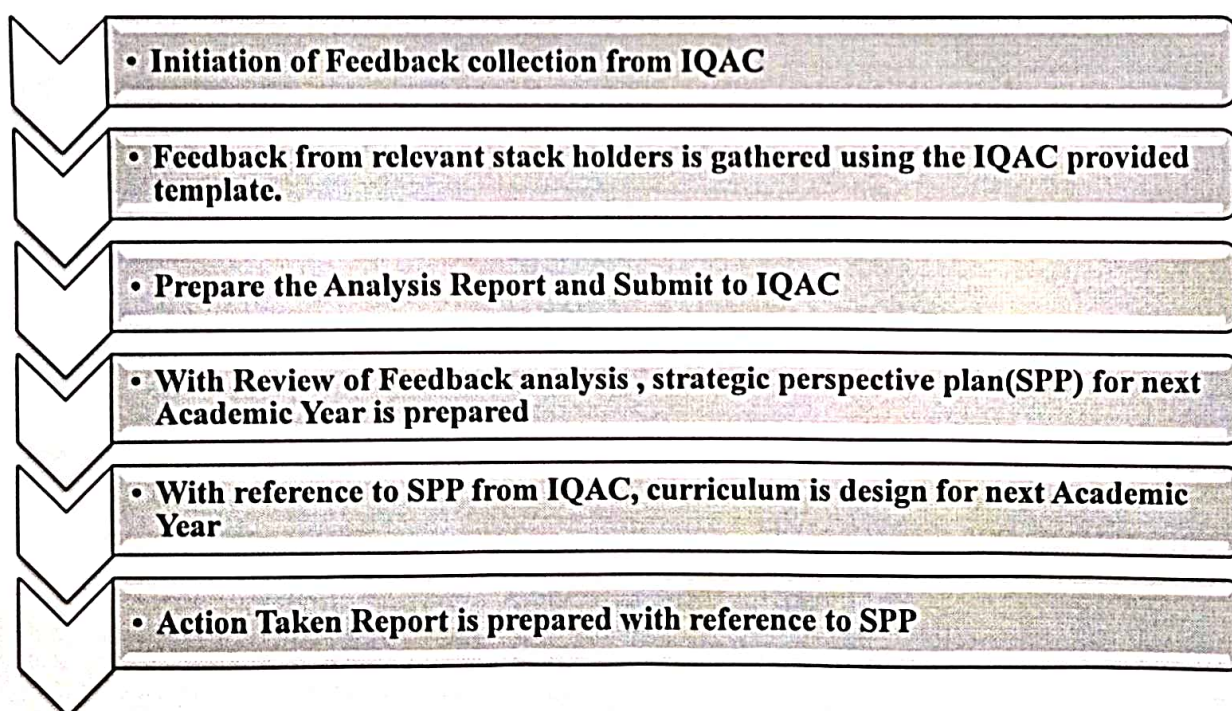 • Initiation of Feedback collection from IQAC
• Feedback from relevant stack holders is gathered using the IQAC provided
template.
• Prepare the Analysis Report and Submit to IQAC
• With Review of Feedback analysis , strategic perspective plan(SPP) for next
Academic Year is prepared
• With reference to SPP from IQAC, curriculum is design for next Academic
Year
• Action Taken Report is prepared with reference to SPP